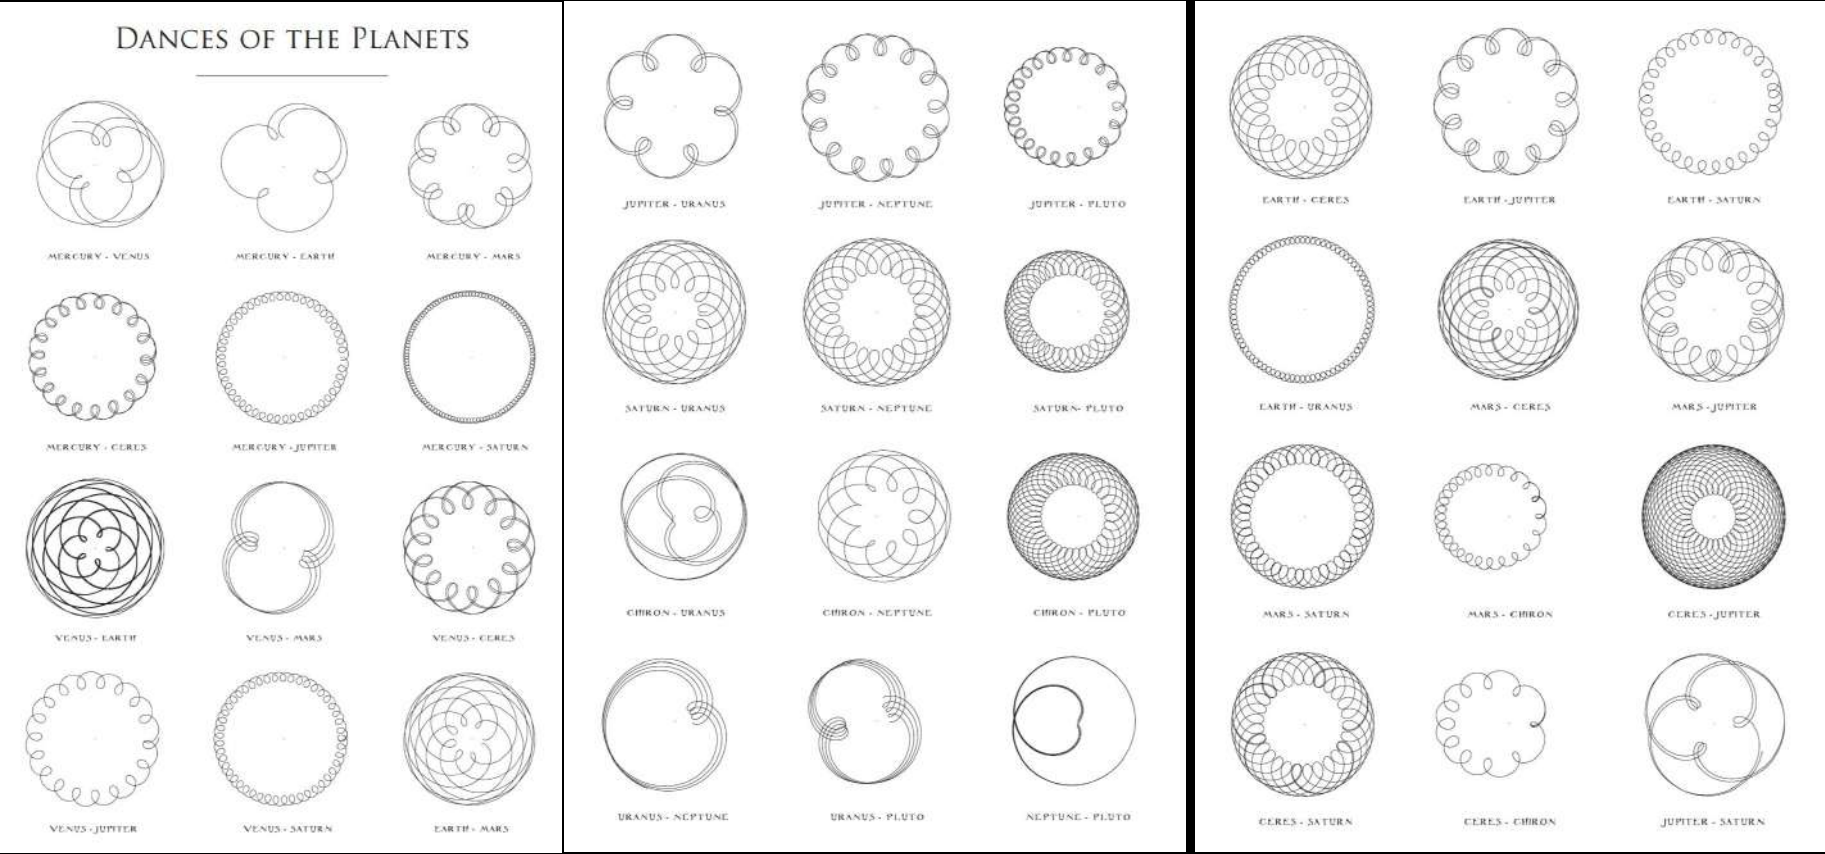 DANCES OF THE PLANETS
MERCURY - VENUS
MERCURY - EARTH
MERCURY - MARS
MERCURY - CERES
MERCURY - JUPITER
MERCURY - SATURN
VENUS - EARTH
VENUS - MARS
VENUS - CERES
VENUS - JUPITER
VENUS - SATURN
EARTH - MARS
JUPITER - URANUS
JUPITER - NEPTUNE
JUPITER - PLUTO
SATURN - URANUS
SATURN - NEPTUNE
SATURN- PLUTO
CHIRON - URANUS
CHIRON - NEPTUNE
CHIRON - PLUTO
URANUS - NEPTUNE
URANUS - PLUTO
NEPTUNE - PLUTO
EARTH - CERES
EARTH - JUPITER
EARTH - SATURN
EARTH - URANUS
MARS - CERES
MARS - JUPITER
MARS - SATURN
MARS - CHIRON
CERES - JUPITER
CERES - SATURN
CERES - CHIRON
JUPITER - SATURN